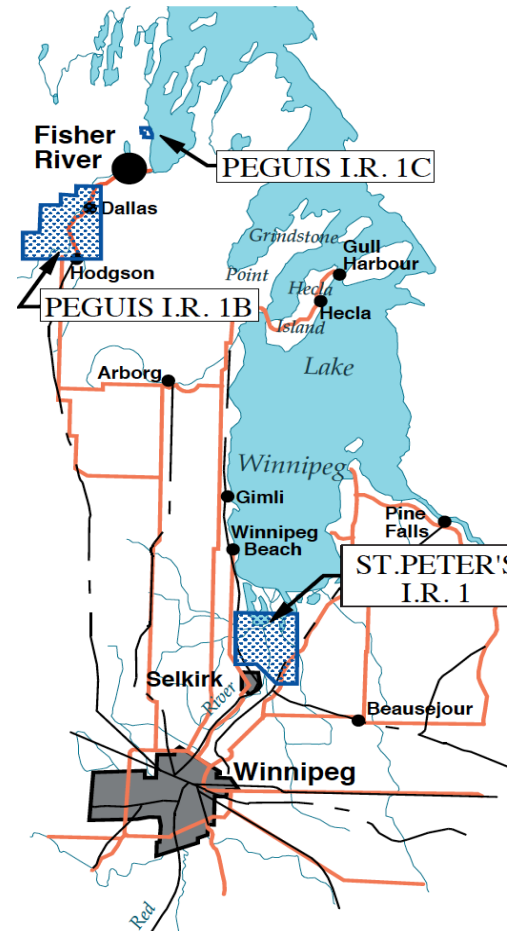 Fisher
River
PEGUIS I.R. 1C
Dallas
Grindstone
Gull
Harbour
Point
Hodgson
Hecla
PEGUIS I.R. 1B
Hecla
Island
Lake
Arborg
Winnipeg
Gimli
Pine
Falls
Winnipeg
Beach
ST.PETER'S
I.R. 1
Selkirk
River
Beausejour
Winnipeg
Red